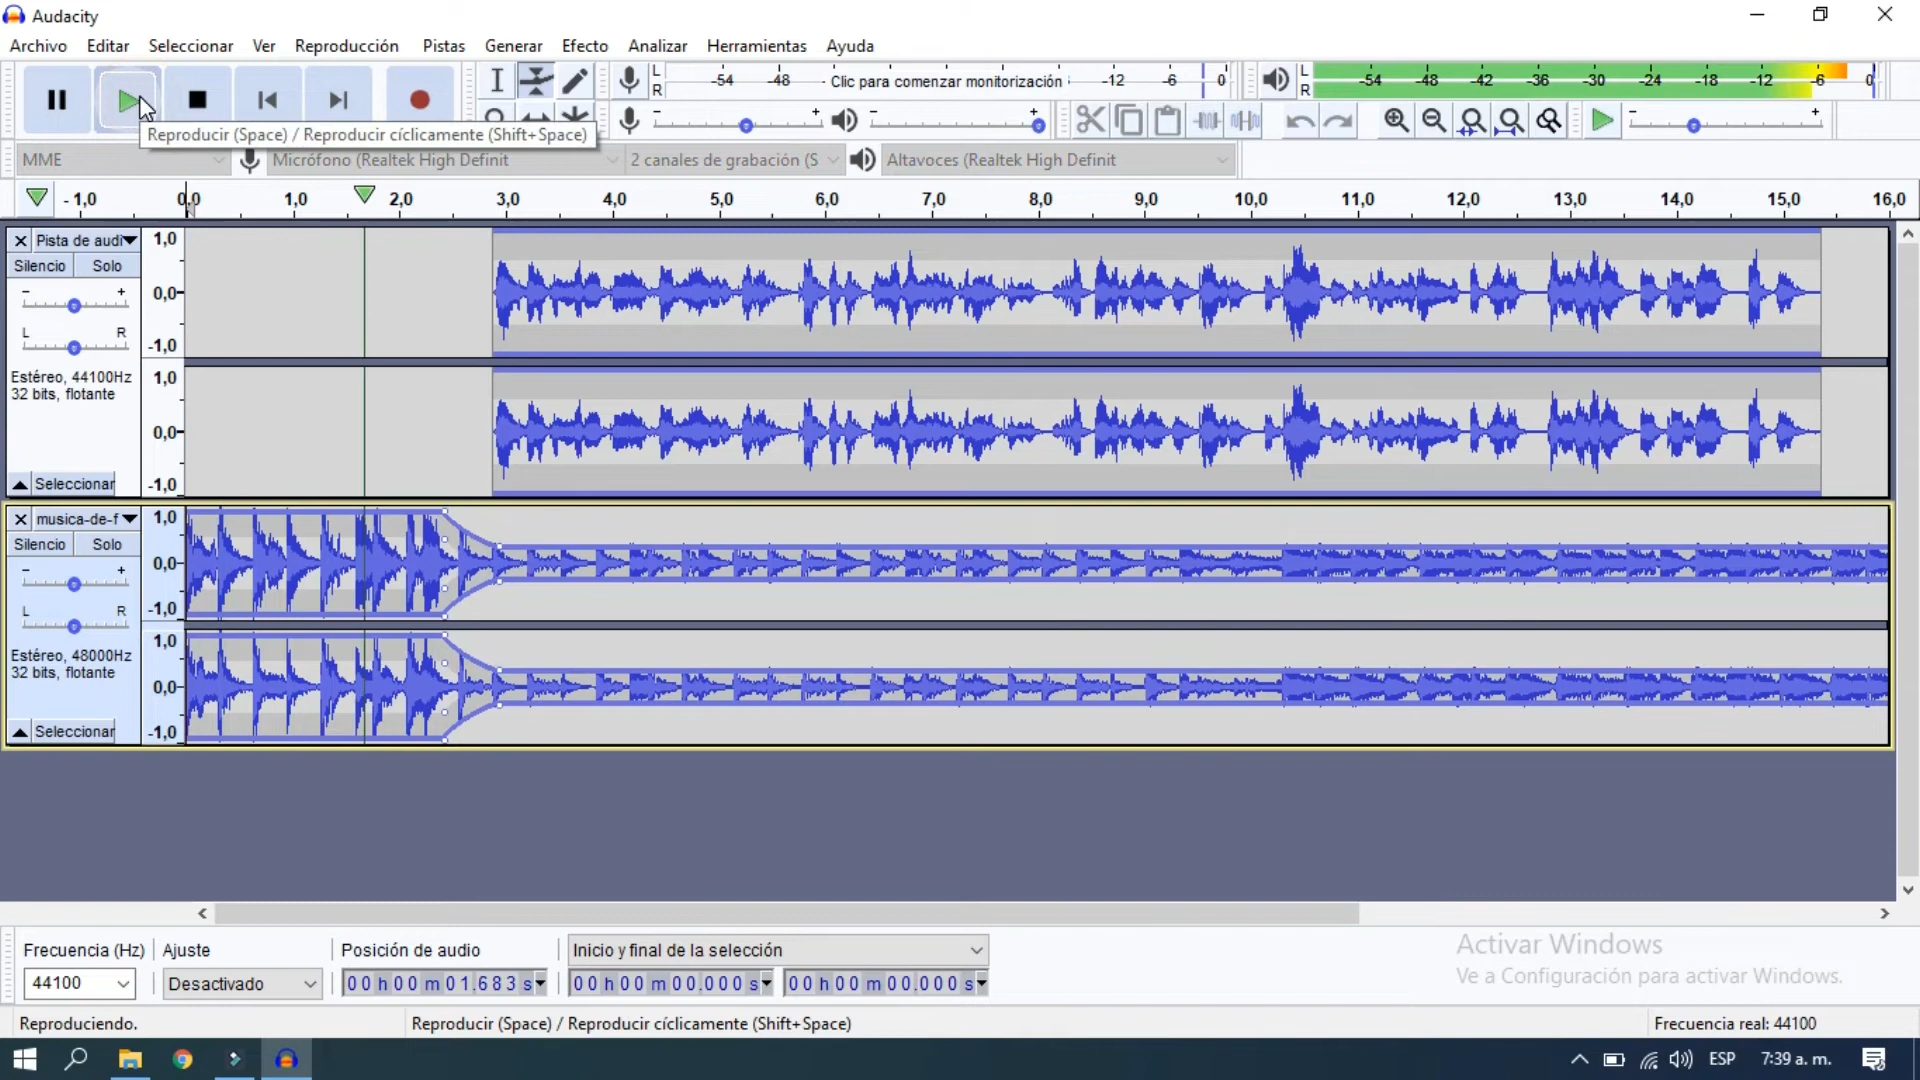 Audacity
Archivo Editar Seleccionar Ver Reproducción Pistas Generar Efecto Analizar Herramientas Ayuda
L R -54 -48 - Clic para comenzar monitorización -12 -6 0
L R -54 -48 -42 -36 -30 -24 -18 -12 -6 0
- + - + - +
Reproducir (Space) / Reproducir cíclicamente (Shift+Space)
MME Micrófono (Realtek High Definit 2 canales de grabación (S Altavoces (Realtek High Definit
- 1,0 0,0 1,0 2,0 3,0 4,0 5,0 6,0 7,0 8,0 9,0 10,0 11,0 12,0 13,0 14,0 15,0 16,0
Pista de audi 1,0
Silencio Solo
- + 0,0-
L R
-1,0
Estéreo, 44100Hz 1,0
32 bits, flotante
0,0-
Seleccionar -1,0
musica-de-f 1,0
Silencio Solo
- + 0,0-
L R -1,0
1,0
Estéreo, 48000Hz
32 bits, flotante
0,0-
Seleccionar -1,0
Frecuencia (Hz) Ajuste Posición de audio Inicio y final de la selección
44100 Desactivado 00 h 00 m 01.683 s 00 h 00 m 00.000 s 00 h 00 m 00.000 s
Activar Windows
Ve a Configuración para activar Windows.
Reproduciendo. Reproducir (Space) / Reproducir cíclicamente (Shift+Space) Frecuencia real: 44100
ESP 7:39 a. m.